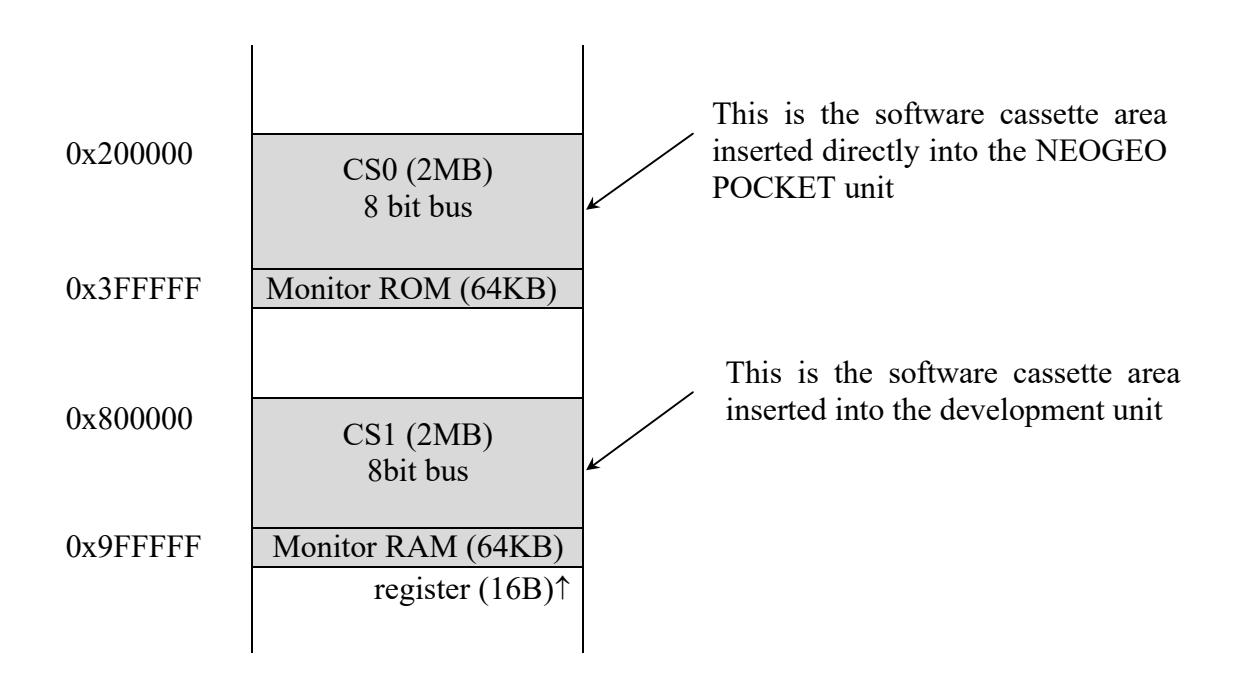 This is the software cassette area
inserted directly into the NEOGEO
POCKET unit
0x200000
CS0 (2MB)
8 bit bus
0x3FFFFF
Monitor ROM (64KB)
This is the software cassette area
inserted into the development unit
0x800000
CS1 (2MB)
8bit bus
0x9FFFFF
Monitor RAM (64KB)
register (16B)↑